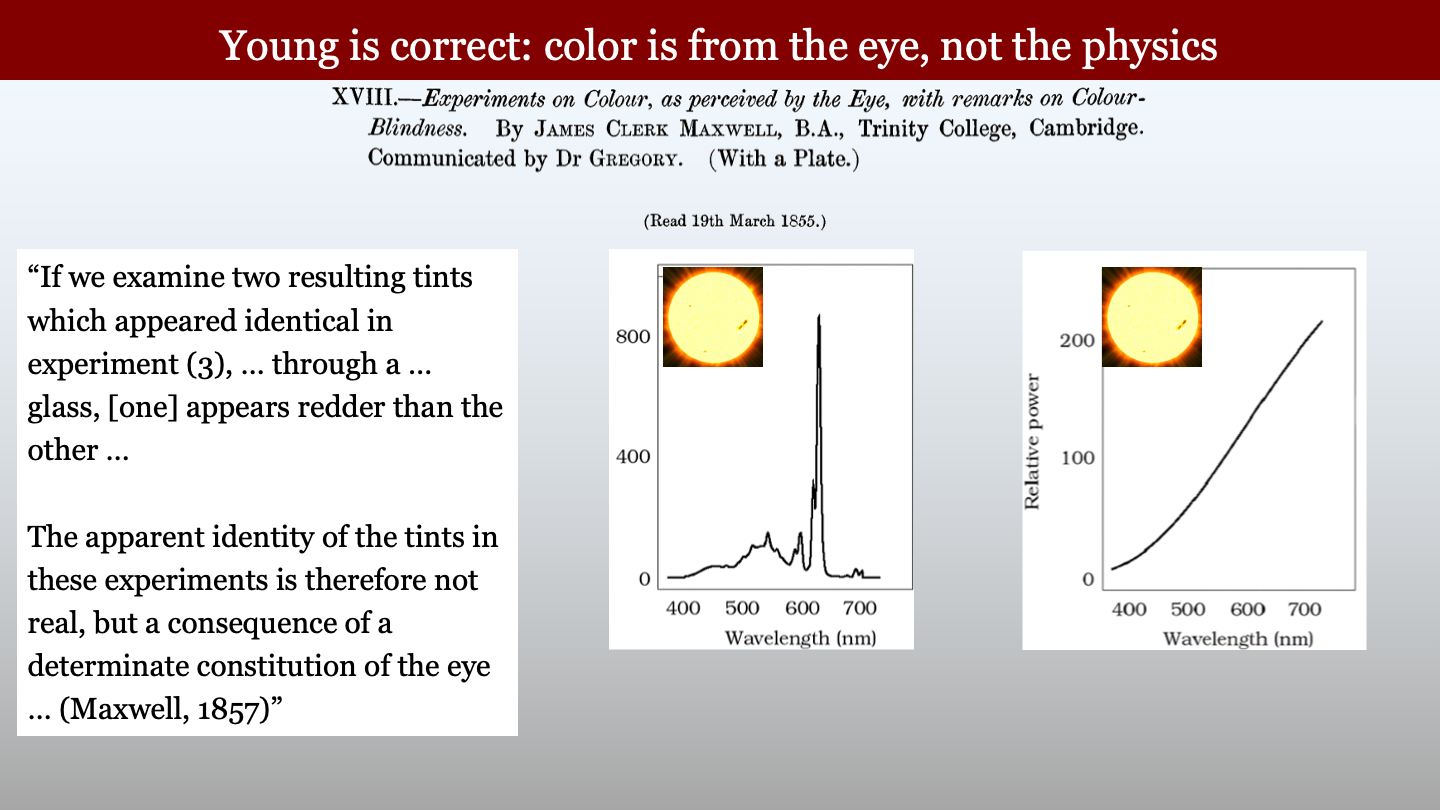 Young is correct: color is from the eye, not the physics
XVIII.—Experiments on Colour, as perceived by the Eye, with remarks on Colour-
Blindness. By JAMES CLERK MAXWELL, B.A., Trinity College, Cambridge.
Communicated by Dr GREGORY. (With a Plate.)
(Read 19th March 1855.)
“If we examine two resulting tints
which appeared identical in
experiment (3), ... through a ...
glass, [one] appears redder than the
other ...
The apparent identity of the tints in
these experiments is therefore not
real, but a consequence of a
determinate constitution of the eye
... (Maxwell, 1857)”
800
400
0
400 500 600 700
Wavelength (nm)
Relative power
200
100
0
400 500 600 700
Wavelength (nm)